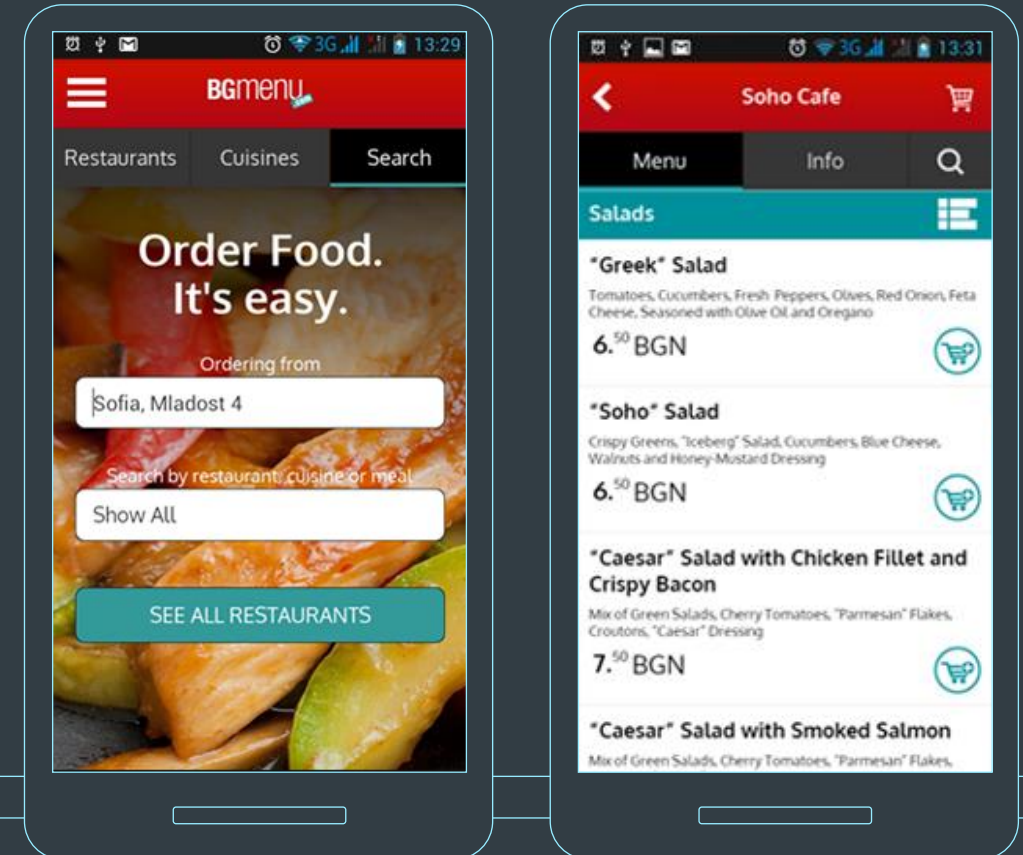 3G 13:29
BGmenu
.com
Restaurants Cuisines Search
Order Food.
It's easy.
Ordering from
Sofia, Mladost 4
Search by restaurant, cuisine or meal
Show All
SEE ALL RESTAURANTS
3G 13:31
Soho Cafe
Menu Info
Salads
"Greek" Salad
Tomatoes, Cucumbers, Fresh Peppers, Olives, Red Onion, Feta
Cheese, Seasoned with Olive Oil and Oregano
6.50 BGN
"Soho" Salad
Crispy Greens, "Iceberg" Salad, Cucumbers, Blue Cheese,
Walnuts and Honey-Mustard Dressing
6.50 BGN
"Caesar" Salad with Chicken Fillet and
Crispy Bacon
Mix of Green Salads, Cherry Tomatoes, "Parmesan" Flakes,
Croutons, "Caesar" Dressing
7.50 BGN
"Caesar" Salad with Smoked Salmon
Mix of Green Salads, Cherry Tomatoes, "Parmesan" Flakes,